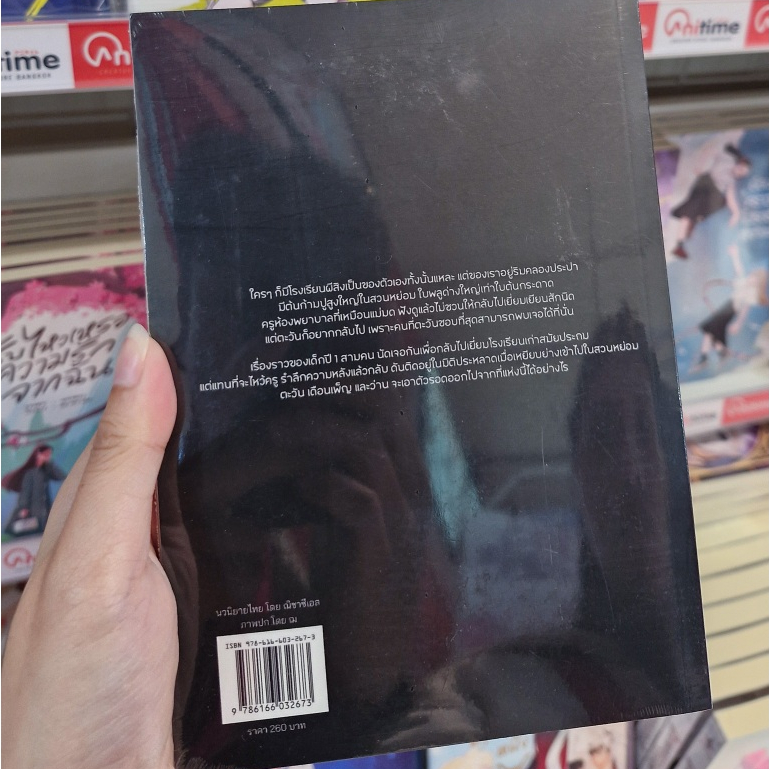 ใครๆ ก็มีโรงเรียนผีสิงเป็นของตัวเองทั้งนั้นแหละ แต่ของเราอยู่ริมคลองประปา
มีต้นก้ามปูสูงใหญ่ในสวนหย่อม ใบพลูด่างใหญ่เท่าใบต้นกระดาด
ครูห้องพยาบาลที่เหมือนแม่มด ฟังดูแล้วไม่ชวนให้กลับไปเยี่ยมเยียนสักนิด
แต่ตะวันก็อยากกลับไป เพราะคนที่ตะวันชอบที่สุดสามารถพบเจอได้ที่นั่น
เรื่องราวของเด็กปี 1 สามคน นัดเจอกันเพื่อกลับไปเยี่ยมโรงเรียนเก่าสมัยประถม
แต่แทนที่จะไหว้ครู รำลึกความหลังแล้วกลับ ดันติดอยู่ในมิติประหลาดเมื่อเหยียบย่างเข้าไปในสวนหย่อม
ตะวัน เดือนเพ็ญ และว่าน จะเอาตัวรอดออกไปจากที่แห่งนี้ได้อย่างไร
นวนิยายไทย โดย ณิชาซีเอล
ภาพปก โดย ฌ
ISBN 978-616-603-267-3
9 786166 032673
ราคา 260 บาท
Anitime
ไหวเหรอ
ความรัก
จากฉัน